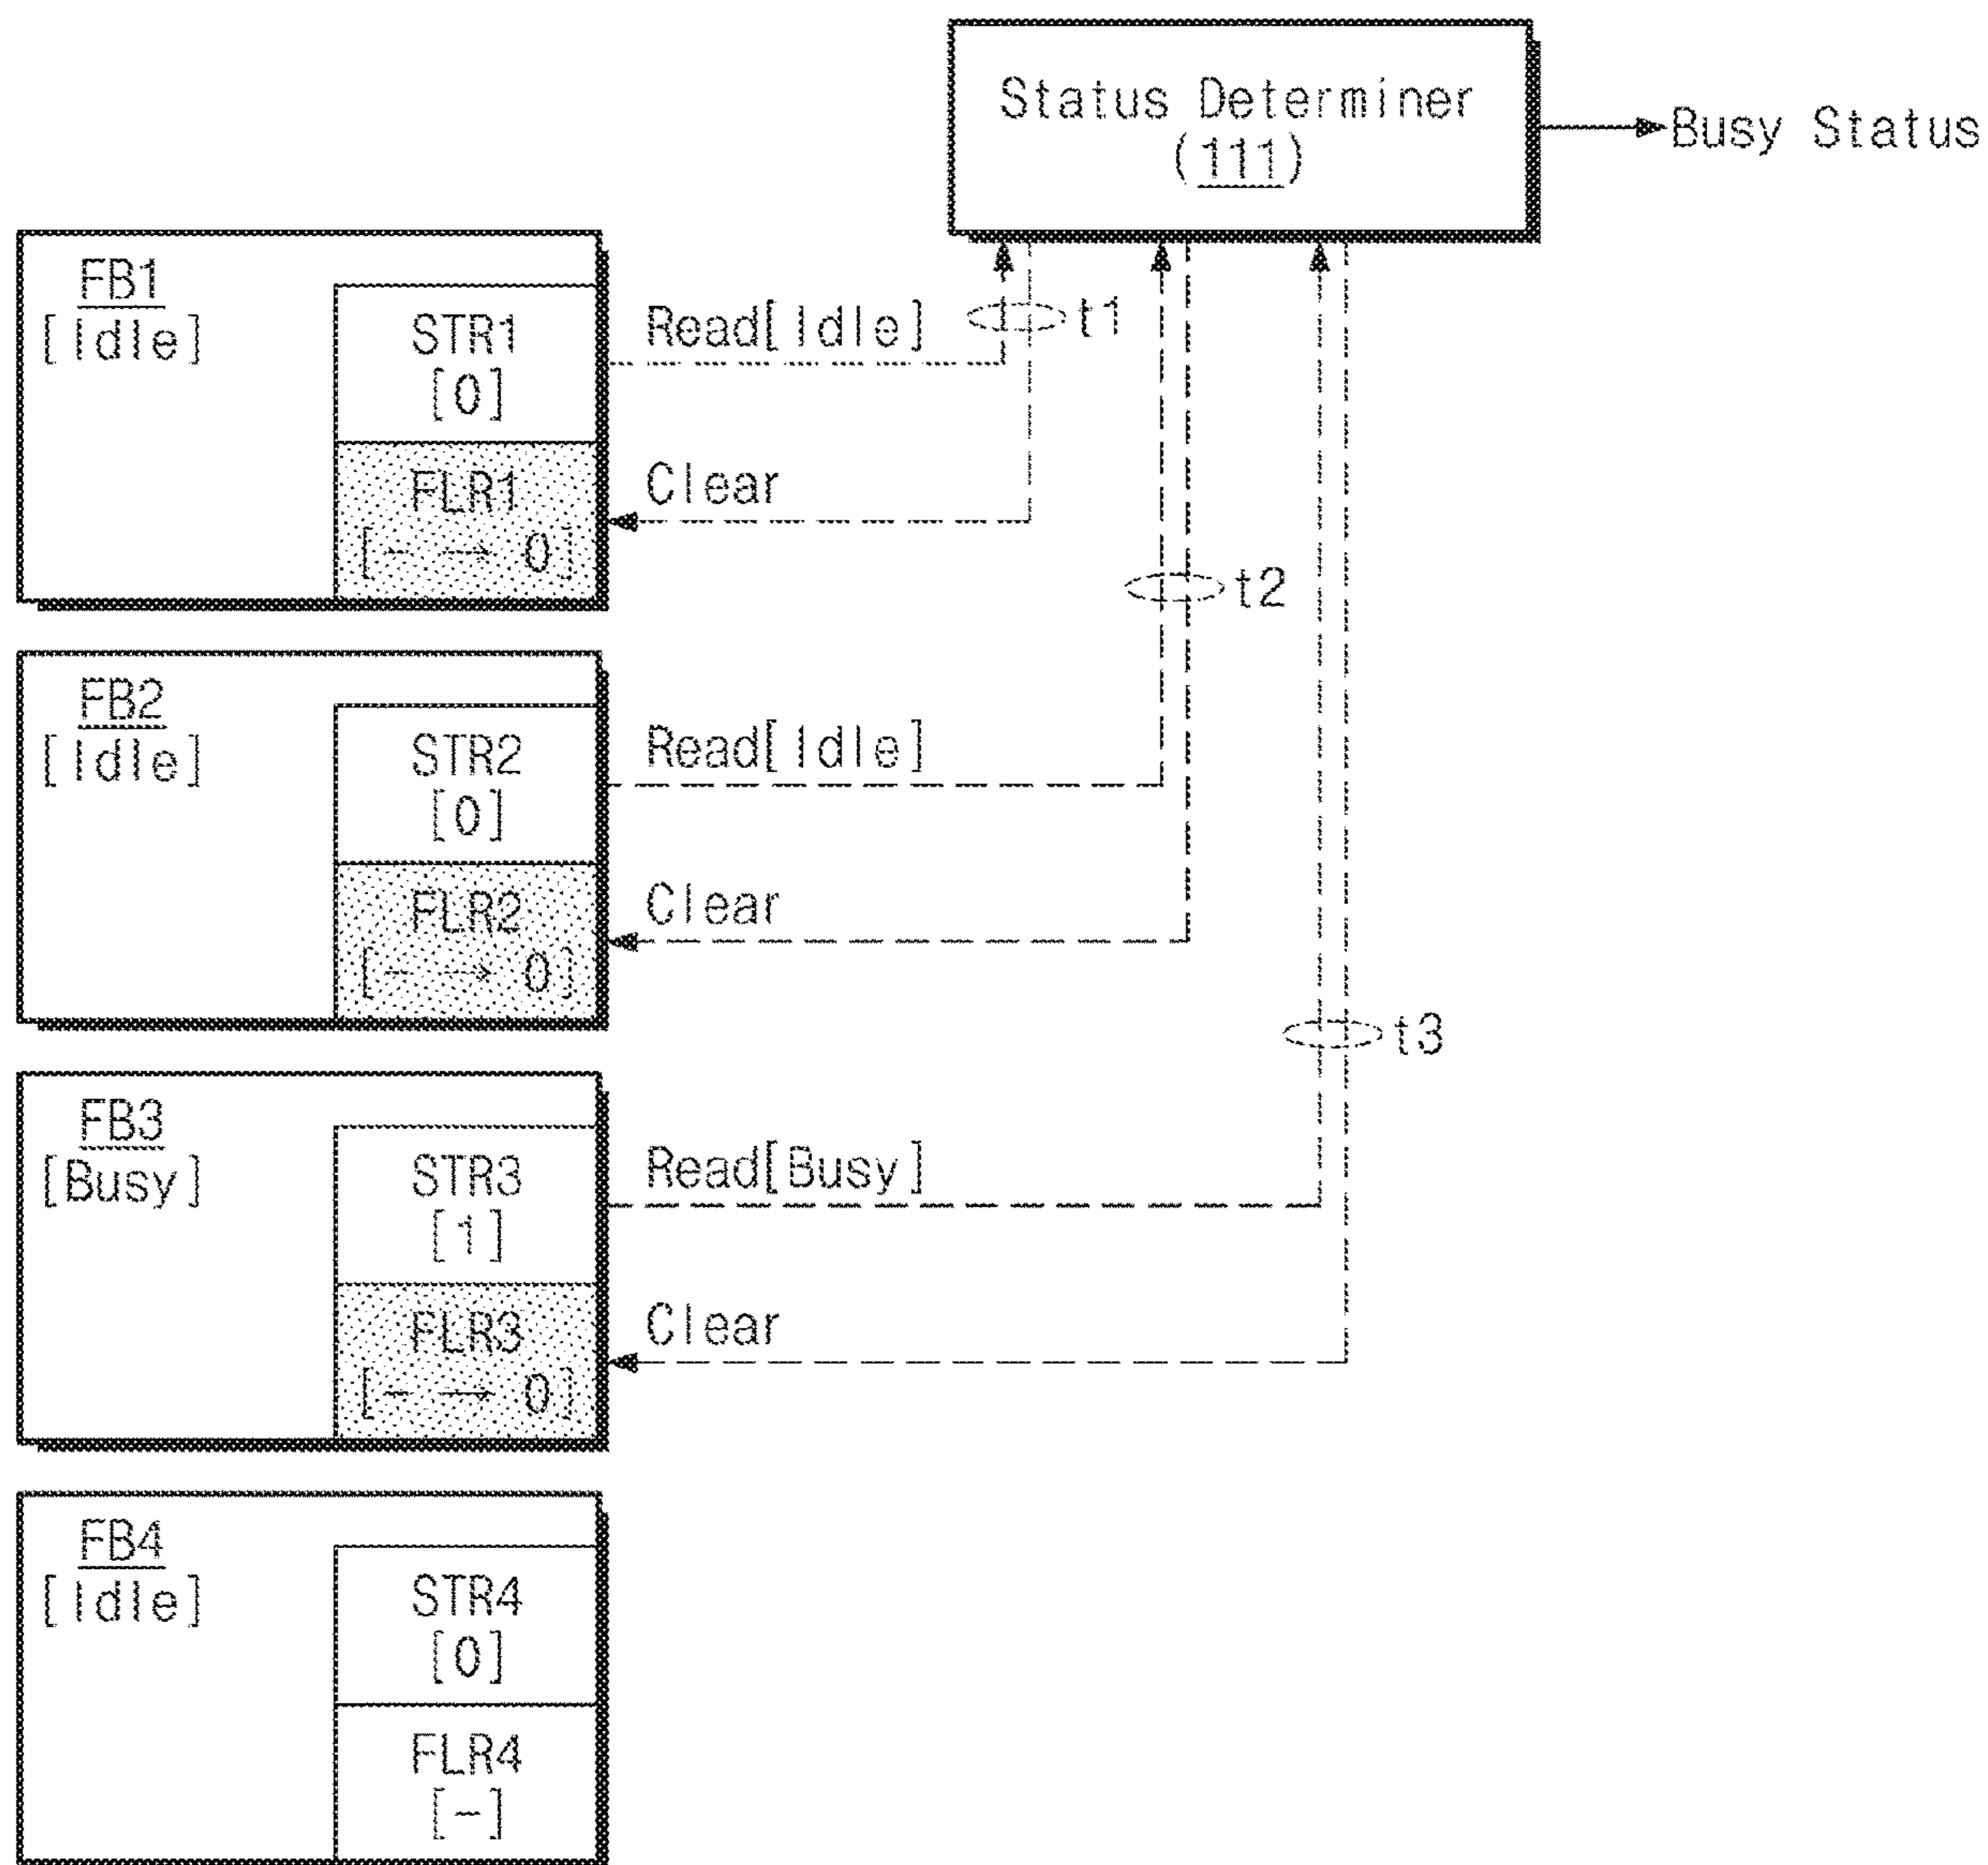 Status Determiner
(111)
Busy Status
FB1
[Idle]
STR1
[0]
Read[Idle]
t1
FLR1
[- → 0]
Clear
t2
FB2
[Idle]
STR2
[0]
Read[Idle]
FLR2
[- → 0]
Clear
t3
FB3
[Busy]
STR3
[1]
Read[Busy]
FLR3
[- → 0]
Clear
FB4
[Idle]
STR4
[0]
FLR4
[-]